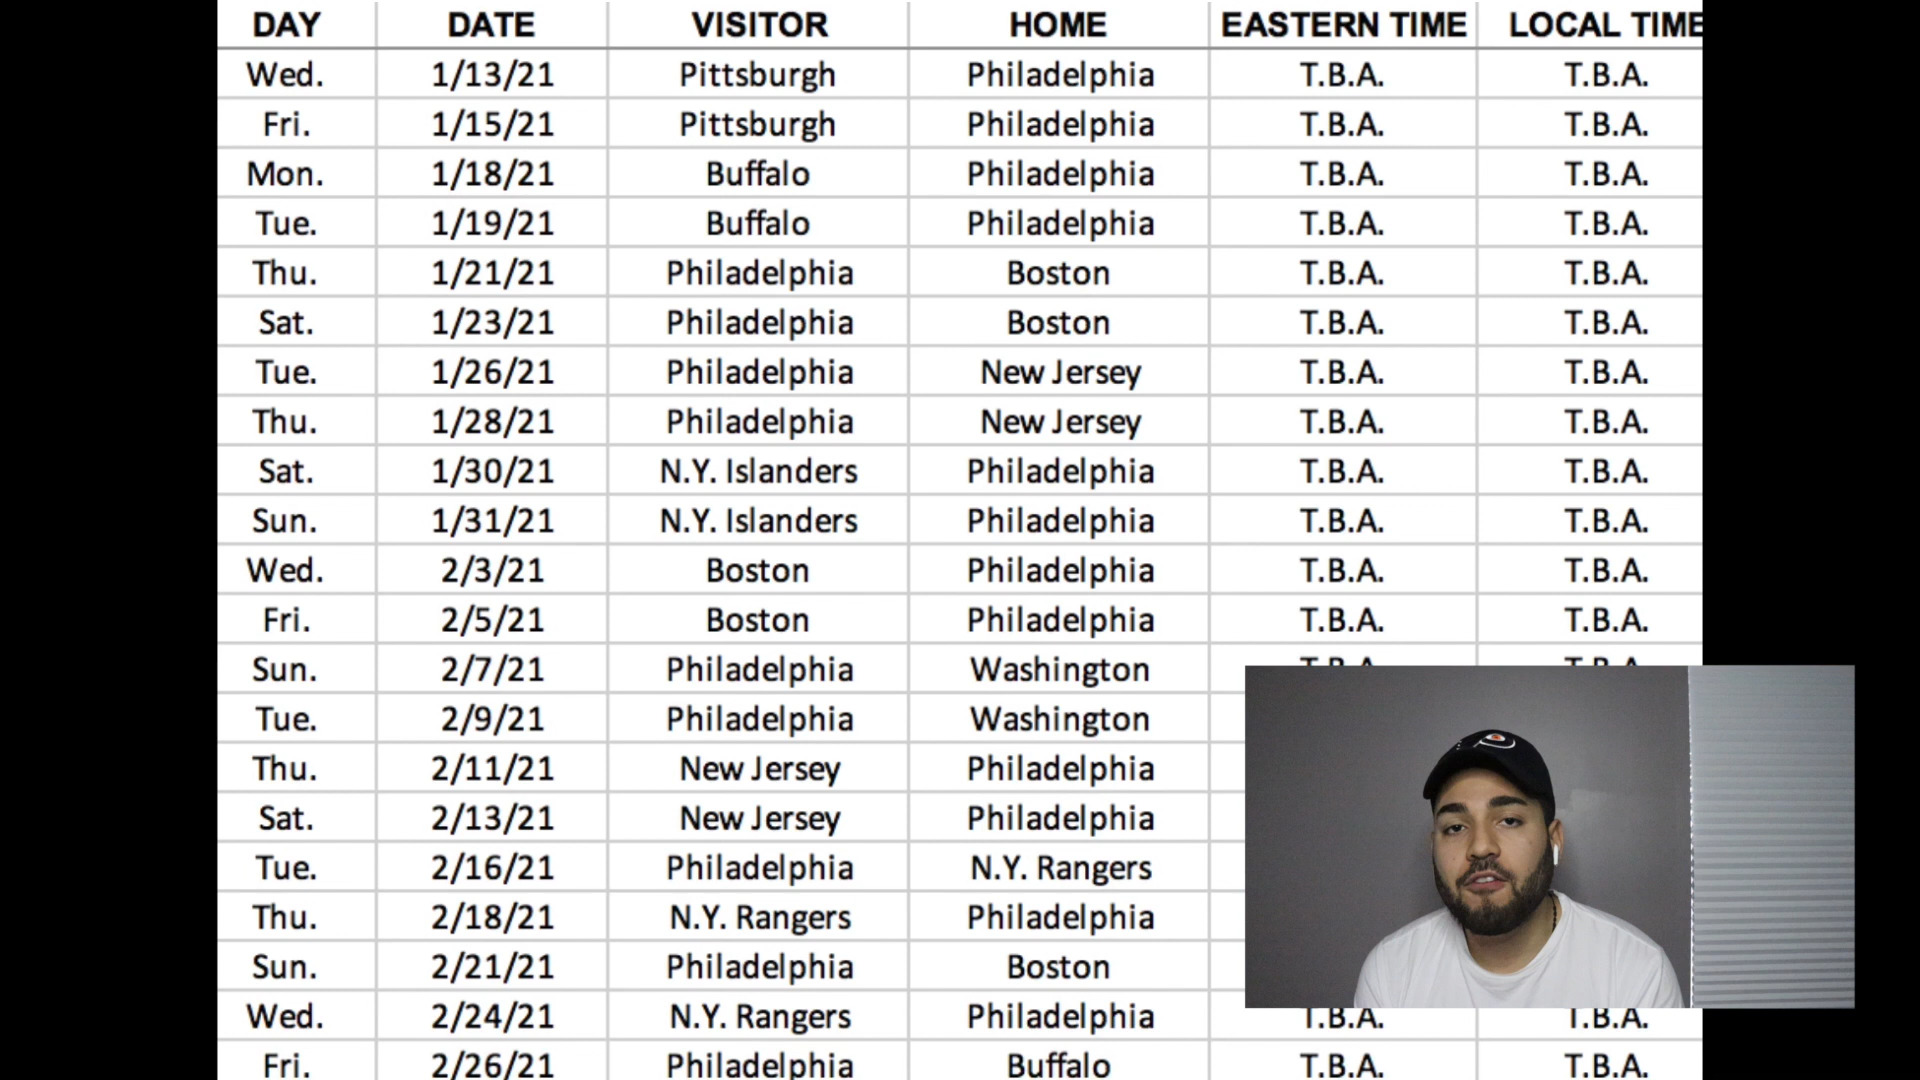 DAY DATE VISITOR HOME EASTERN TIME LOCAL TIME
Wed. 1/13/21 Pittsburgh Philadelphia T.B.A. T.B.A.
Fri. 1/15/21 Pittsburgh Philadelphia T.B.A. T.B.A.
Mon. 1/18/21 Buffalo Philadelphia T.B.A. T.B.A.
Tue. 1/19/21 Buffalo Philadelphia T.B.A. T.B.A.
Thu. 1/21/21 Philadelphia Boston T.B.A. T.B.A.
Sat. 1/23/21 Philadelphia Boston T.B.A. T.B.A.
Tue. 1/26/21 Philadelphia New Jersey T.B.A. T.B.A.
Thu. 1/28/21 Philadelphia New Jersey T.B.A. T.B.A.
Sat. 1/30/21 N.Y. Islanders Philadelphia T.B.A. T.B.A.
Sun. 1/31/21 N.Y. Islanders Philadelphia T.B.A. T.B.A.
Wed. 2/3/21 Boston Philadelphia T.B.A. T.B.A.
Fri. 2/5/21 Boston Philadelphia T.B.A. T.B.A.
Sun. 2/7/21 Philadelphia Washington T.B.A. T.B.A.
Tue. 2/9/21 Philadelphia Washington
Thu. 2/11/21 New Jersey Philadelphia
Sat. 2/13/21 New Jersey Philadelphia
Tue. 2/16/21 Philadelphia N.Y. Rangers
Thu. 2/18/21 N.Y. Rangers Philadelphia
Sun. 2/21/21 Philadelphia Boston
Wed. 2/24/21 N.Y. Rangers Philadelphia T.B.A. T.B.A.
Fri. 2/26/21 Philadelphia Buffalo T.B.A. T.B.A.